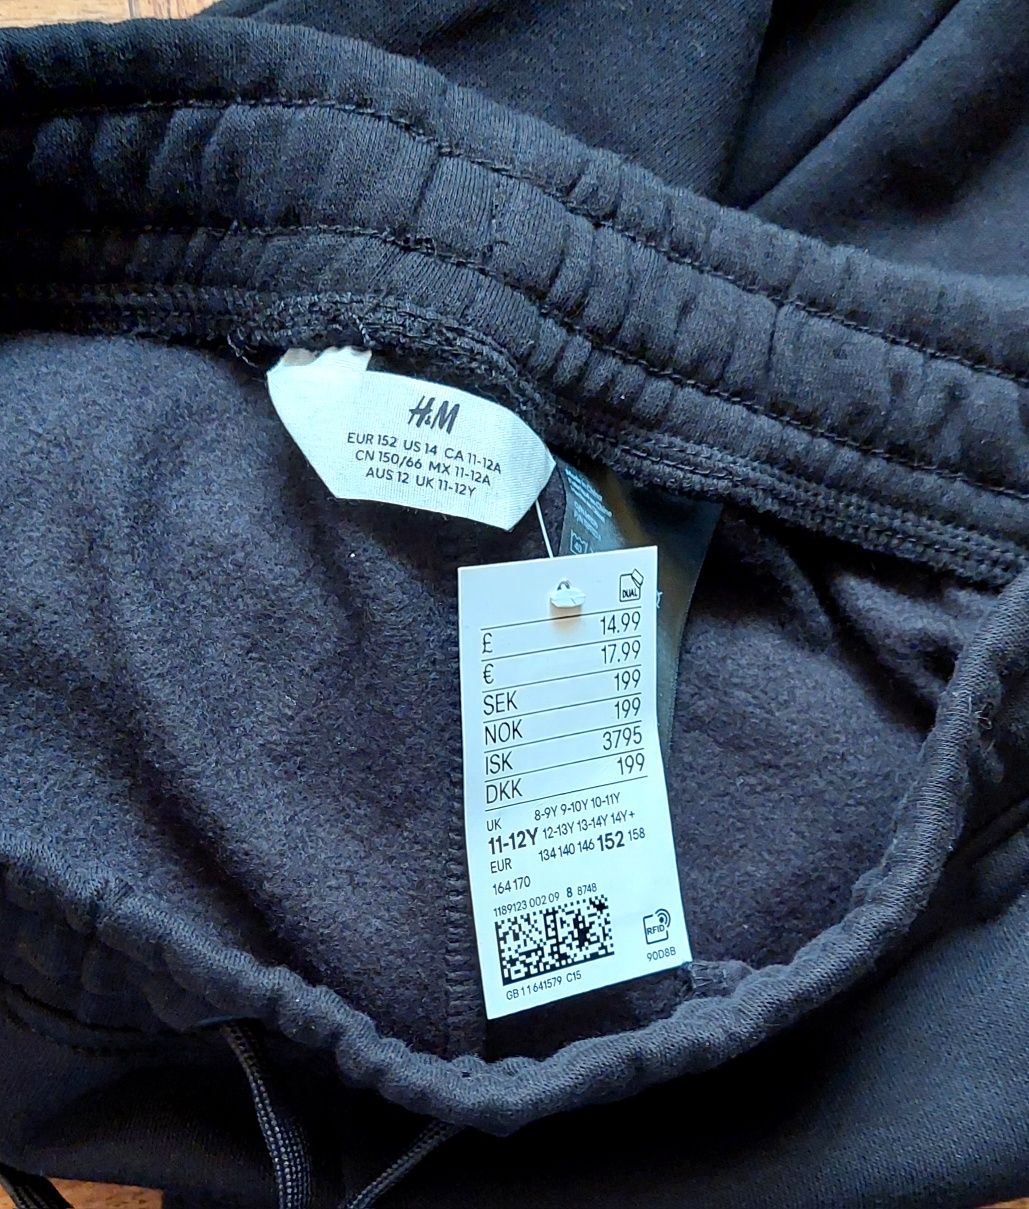 H&M
EUR 152 US 14 CA 11-12A
CN 150/66 MX 11-12A
AUS 12 UK 11-12Y
DUAL
£ 14.99
€ 17.99
SEK 199
NOK 199
ISK 3795
DKK 199
UK 8-9Y 9-10Y 10-11Y
11-12Y 12-13Y 13-14Y 14Y+
EUR 134 140 146 152 158
164 170
1189123 002 09 8 8748
RFID
90D8B
GB11641579 C15